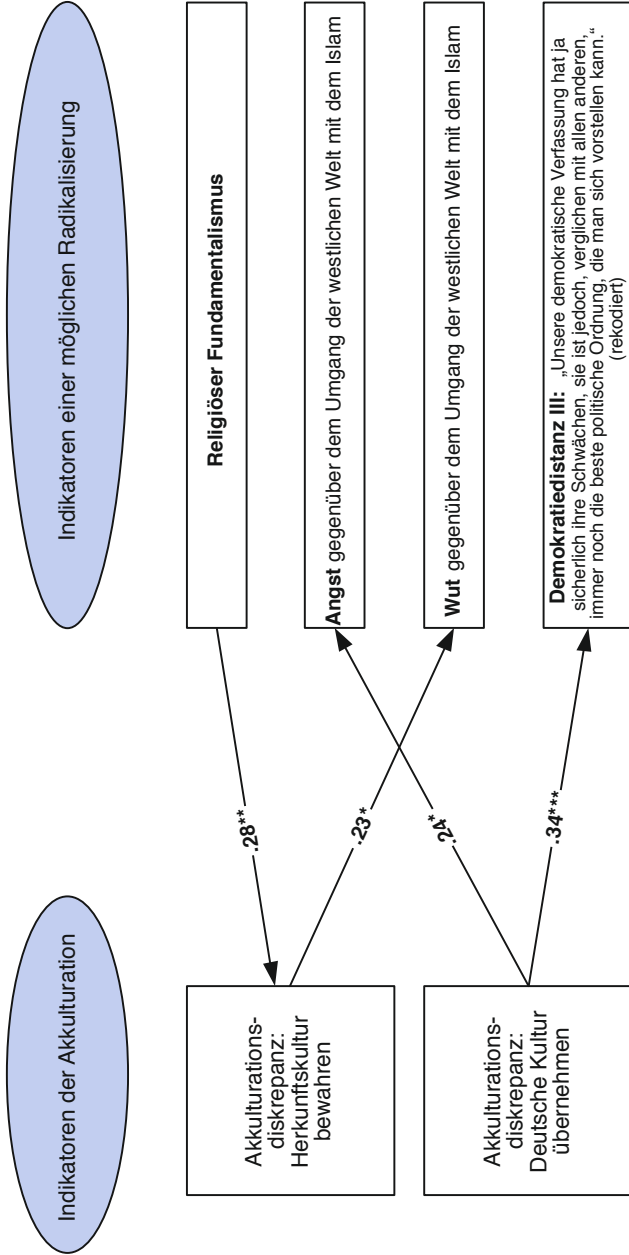 Indikatoren der Akkulturation
Indikatoren einer möglichen Radikalisierung
Akkulturations-
diskrepanz:
Herkunftskultur
bewahren
Akkulturations-
diskrepanz:
Deutsche Kultur
übernehmen
.28**
.23*
.24*
.34***
Religiöser Fundamentalismus
Angst gegenüber dem Umgang der westlichen Welt mit dem Islam
Wut gegenüber dem Umgang der westlichen Welt mit dem Islam
Demokratiedistanz III: „Unsere demokratische Verfassung hat ja
sicherlich ihre Schwächen, sie ist jedoch, verglichen mit allen anderen,
immer noch die beste politische Ordnung, die man sich vorstellen kann.“
(rekodiert)